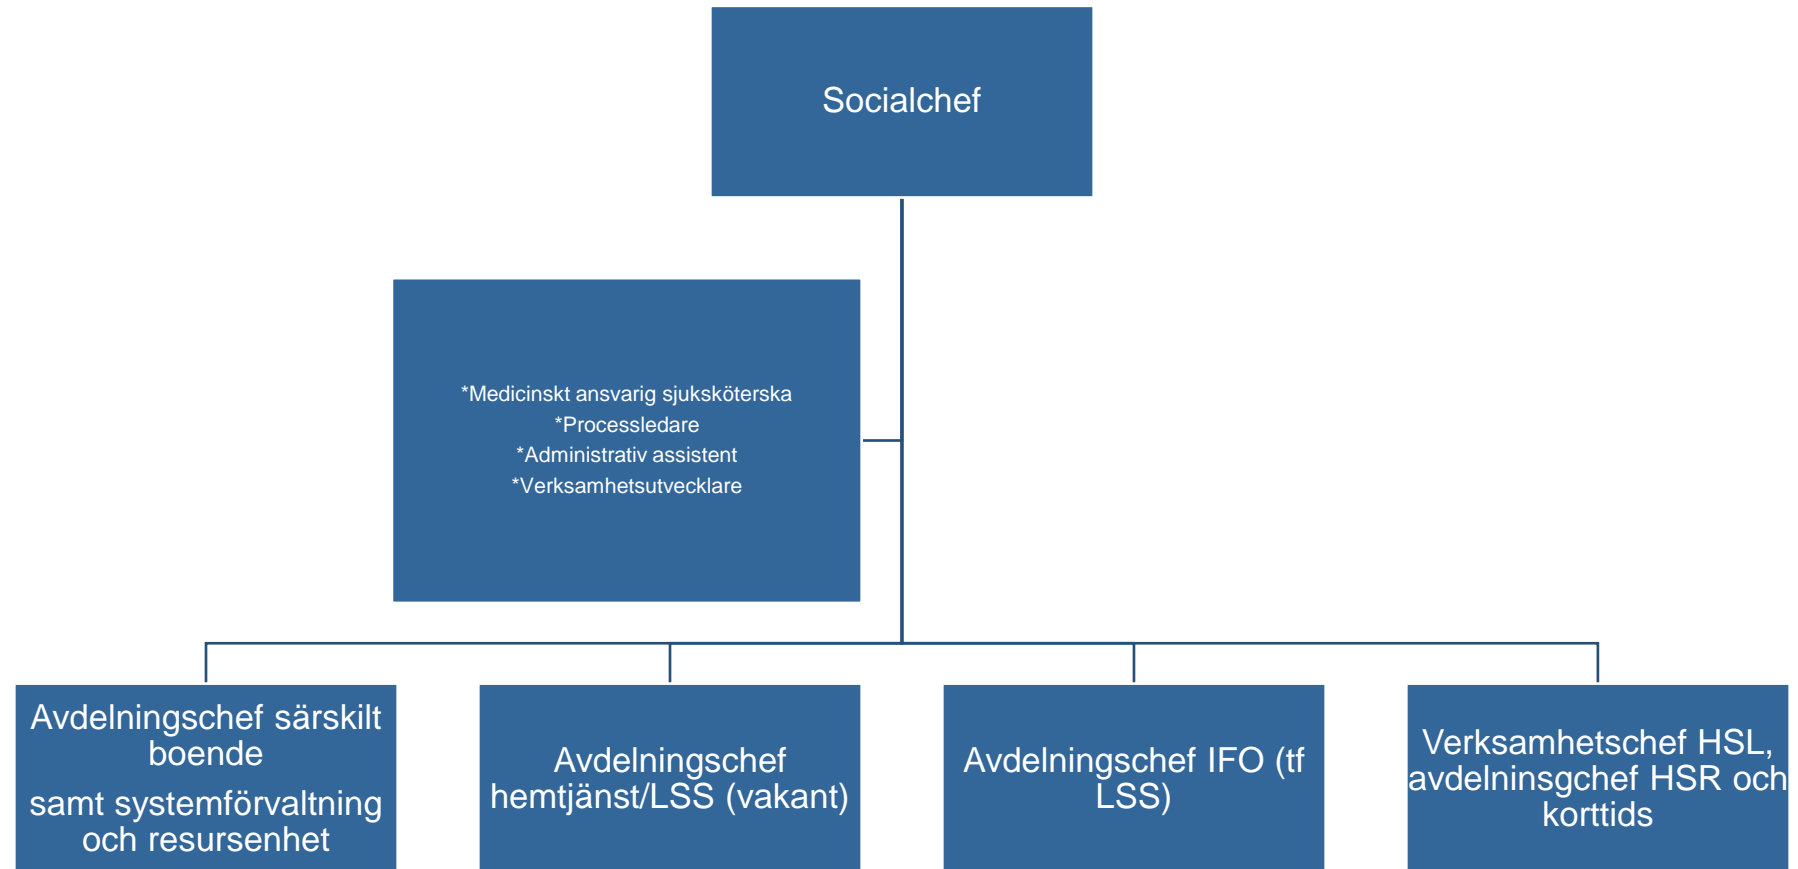 Socialchef
*Medicinskt ansvarig sjuksköterska
*Processledare
*Administrativ assistent
*Verksamhetsutvecklare
Avdelningschef särskilt
boende
samt systemförvaltning
och resursenhet
Avdelningschef
hemtjänst/LSS (vakant)
Avdelningschef IFO (tf
LSS)
Verksamhetschef HSL,
avdelninsgchef HSR och
korttids